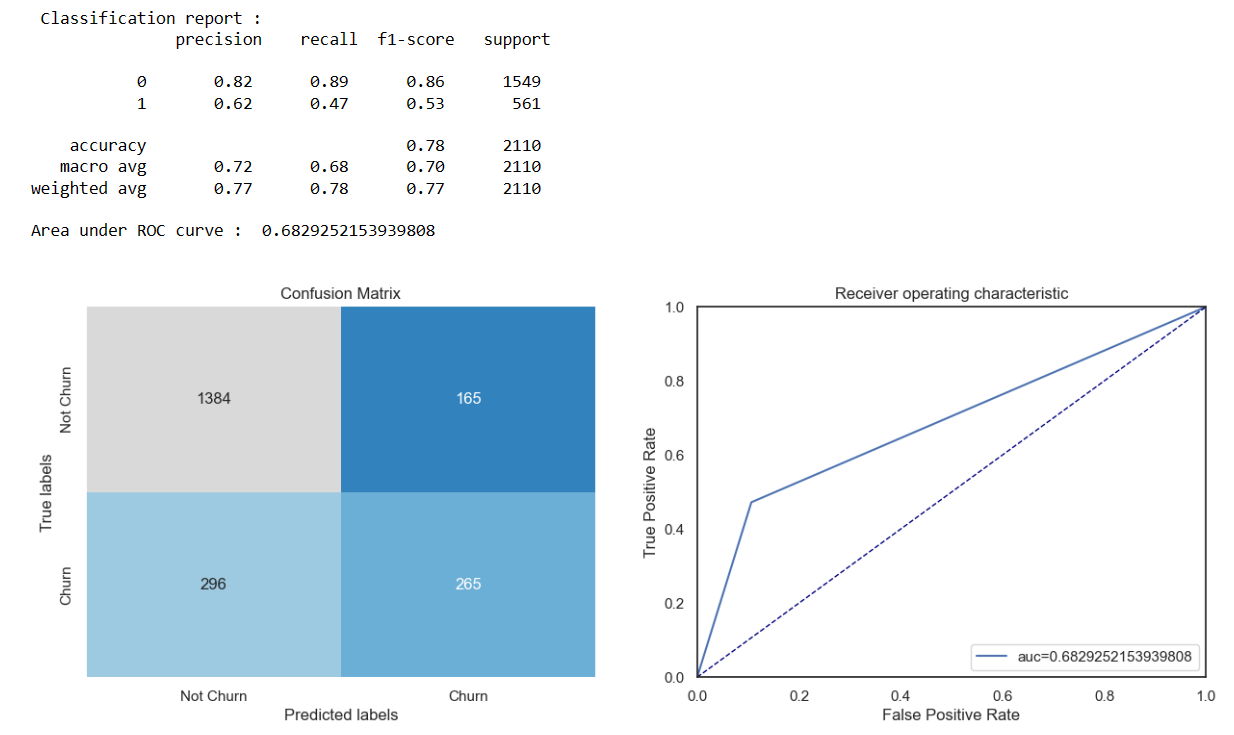 Classification report :
precision recall f1-score support
0 0.82 0.89 0.86 1549
1 0.62 0.47 0.53 561
accuracy 0.78 2110
macro avg 0.72 0.68 0.70 2110
weighted avg 0.77 0.78 0.77 2110
Area under ROC curve : 0.6829252153939808
Confusion Matrix
True labels
Not Churn
Churn
1384 165
296 265
Not Churn Churn
Predicted labels
Receiver operating characteristic
True Positive Rate
1.0
0.8
0.6
0.4
0.2
0.0
auc=0.6829252153939808
0.0 0.2 0.4 0.6 0.8 1.0
False Positive Rate